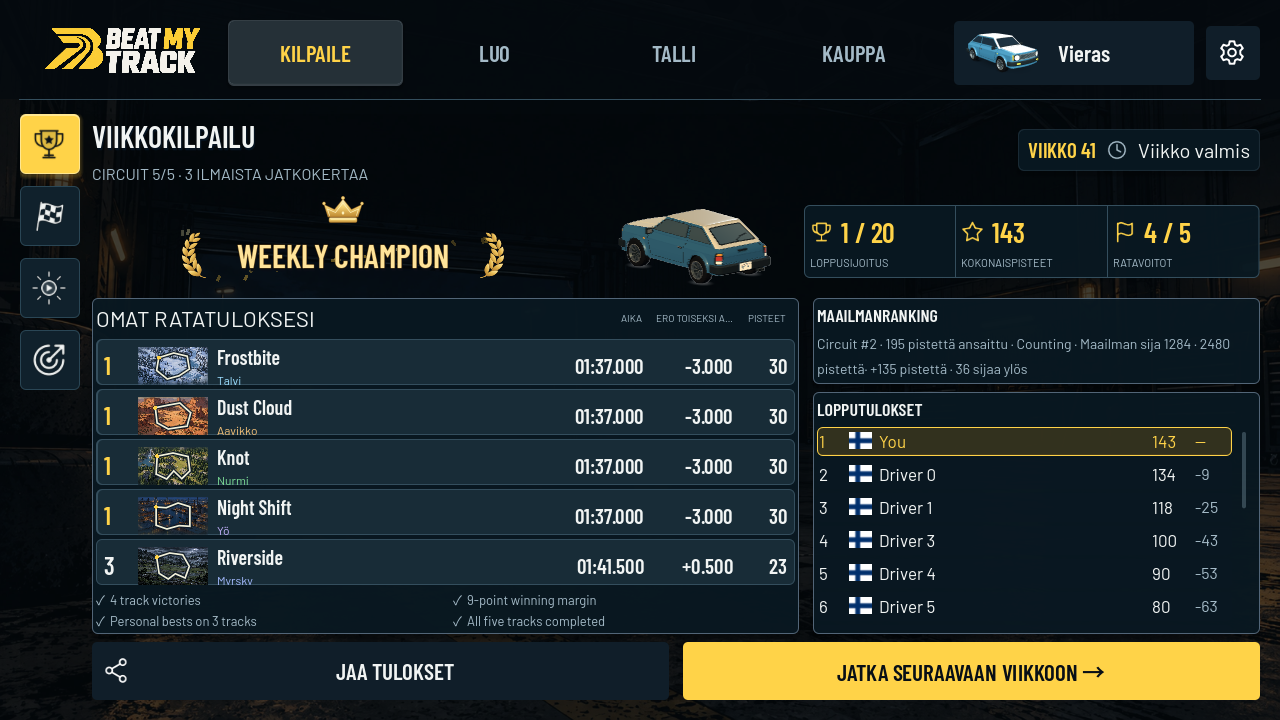 BEAT MY TRACK
KILPAILE
LUO
TALLI
KAUPPA
Vieras
VIIKKOKILPAILU
CIRCUIT 5/5 · 3 ILMAISTA JATKOKERTAA
VIIKKO 41 Viikko valmis
WEEKLY CHAMPION
1 / 20
LOPPUSIJOITUS
143
KOKONAISPISTEET
4 / 5
RATAVOITOT
OMAT RATATULOKSESI
AIKA ERO TOISEKSI A... PISTEET
1 Frostbite 01:37.000 -3.000 30
Talvi
1 Dust Cloud 01:37.000 -3.000 30
Aavikko
1 Knot 01:37.000 -3.000 30
Nurmi
1 Night Shift 01:37.000 -3.000 30
Yö
3 Riverside 01:41.500 +0.500 23
Myrsky
✓ 4 track victories
✓ 9-point winning margin
✓ Personal bests on 3 tracks
✓ All five tracks completed
MAAILMANRANKING
Circuit #2 · 195 pistettä ansaittu · Counting · Maailman sija 1284 · 2480
pistettä· +135 pistettä · 36 sijaa ylös
LOPPUTULOKSET
1 You 143 —
2 Driver 0 134 -9
3 Driver 1 118 -25
4 Driver 3 100 -43
5 Driver 4 90 -53
6 Driver 5 80 -63
JAA TULOKSET
JATKA SEURAAVAAN VIIKKOON →